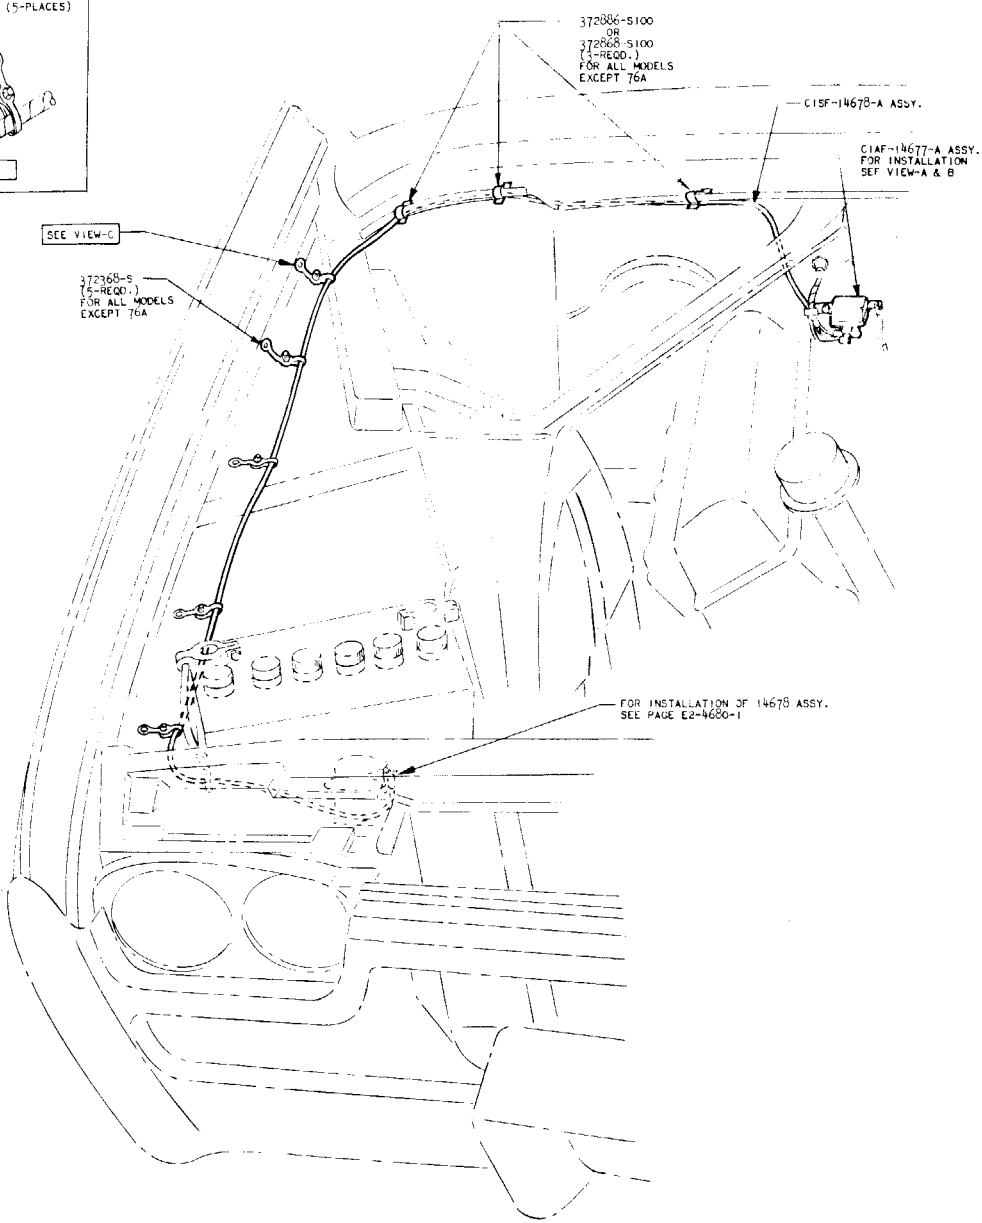 (5-PLACES)
372886-S100
OR
372868-S100
(3-REQD.)
FOR ALL MODELS
EXCEPT 76A
C1SF-14678-A ASSY.
C1AF-14677-A ASSY.
FOR INSTALLATION
SEE VIEW-A & B
SEE VIEW-C
372368-S
(5-REQD.)
FOR ALL MODELS
EXCEPT 76A
FOR INSTALLATION OF 14678 ASSY.
SEE PAGE E2-4680-1